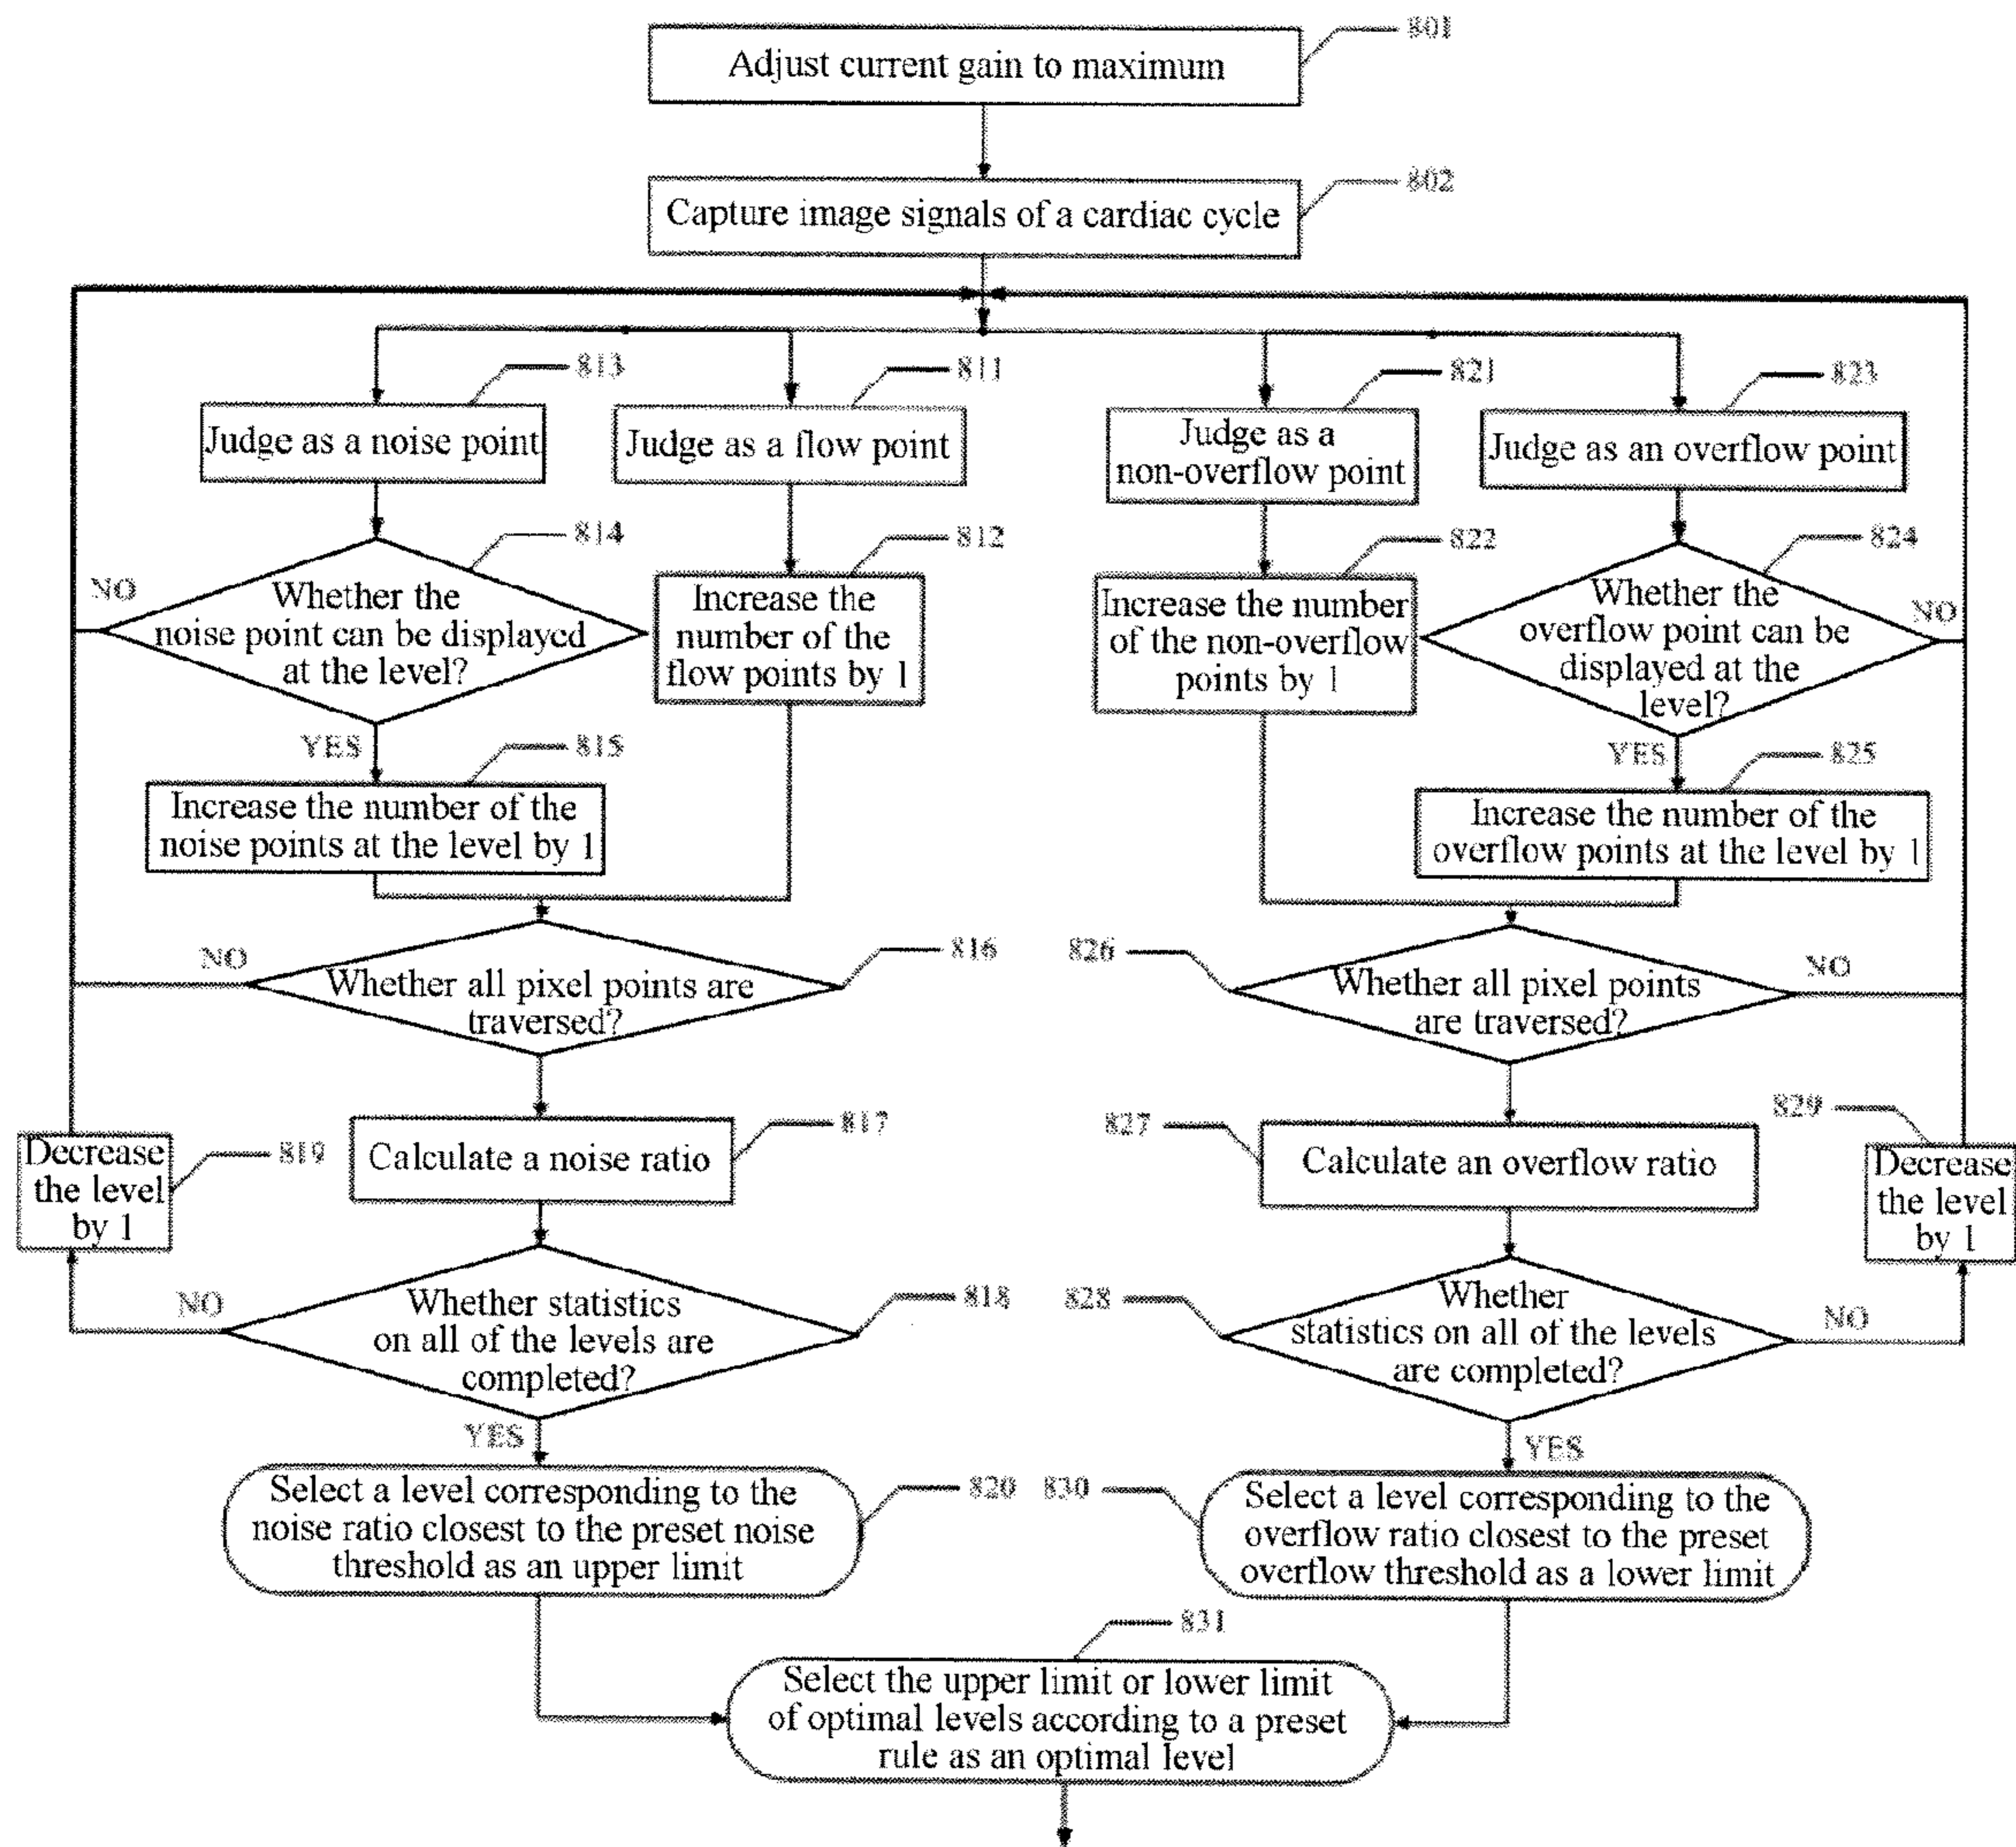 801
Adjust current gain to maximum
802
Capture image signals of a cardiac cycle
813
811
821
823
Judge as a noise point
Judge as a flow point
Judge as a
non-overflow point
Judge as an overflow point
814
812
822
824
NO
Whether the
noise point can be displayed
at the level?
Increase the
number of the
flow points by 1
Increase the number
of the non-overflow
points by 1
Whether the
overflow point can be
displayed at the
level?
NO
YES
815
YES
825
Increase the number of the
noise points at the level by 1
Increase the number of the
overflow points at the level by 1
NO
816
826
NO
Whether all pixel points are
traversed?
Whether all pixel points
are traversed?
819
817
827
829
Decrease
the level
by 1
Calculate a noise ratio
Calculate an overflow ratio
Decrease
the level
by 1
NO
818
828
NO
Whether statistics
on all of the levels are
completed?
Whether
statistics on all of the levels
are completed?
YES
YES
820
830
Select a level corresponding to the
noise ratio closest to the preset noise
threshold as an upper limit
Select a level corresponding to the
overflow ratio closest to the preset
overflow threshold as a lower limit
831
Select the upper limit or lower limit
of optimal levels according to a preset
rule as an optimal level